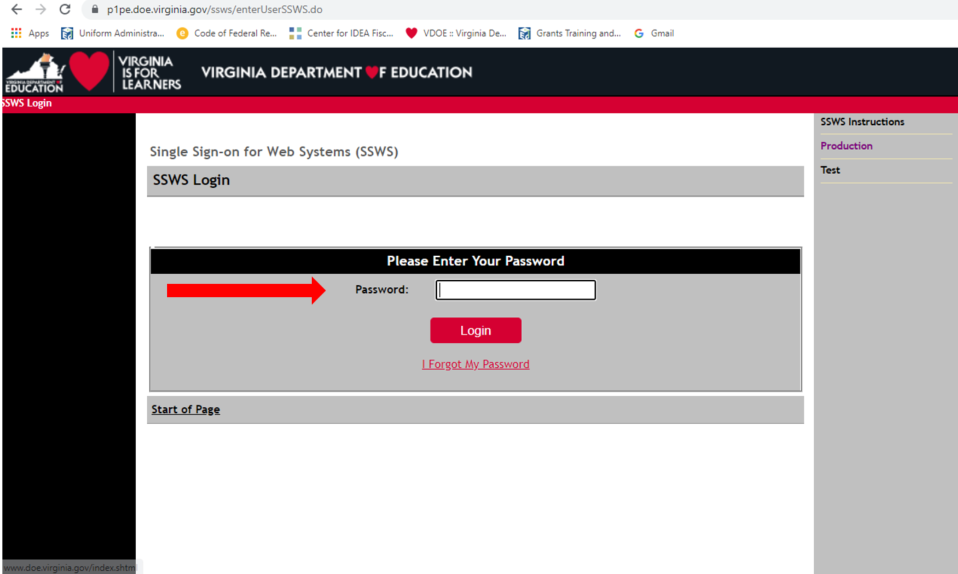 p1pe.doe.virginia.gov/ssws/enterUserSSWS.do
Apps Uniform Administra... Code of Federal Re... Center for IDEA Fisc... VDOE :: Virginia De... Grants Training and... Gmail
VIRGINIA
IS FOR
LEARNERS
VIRGINIA DEPARTMENT OF EDUCATION
VIRGINIA DEPARTMENT OF
EDUCATION
SSWS Login
SSWS Instructions
Production
Test
Single Sign-on for Web Systems (SSWS)
SSWS Login
Please Enter Your Password
Password:
Login
I Forgot My Password
Start of Page
www.doe.virginia.gov/index.shtml